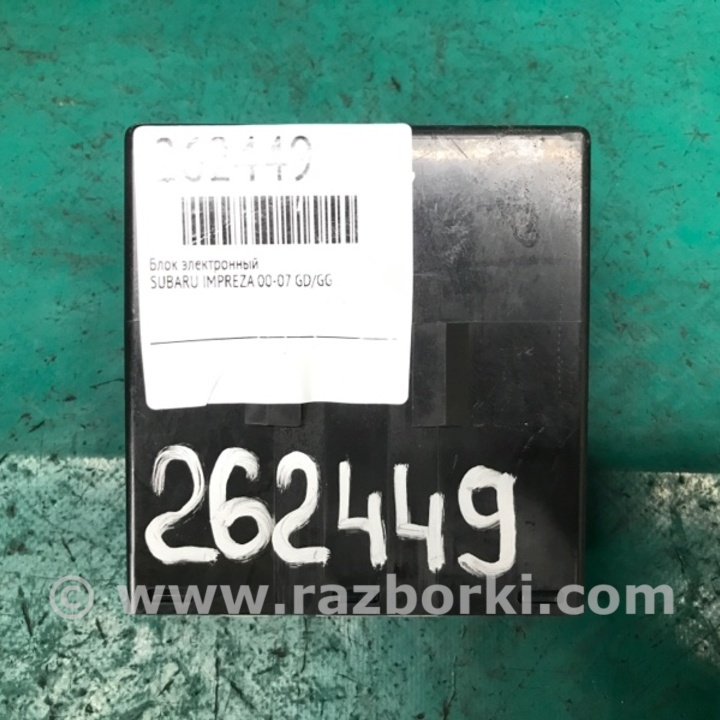 262449
Блок электронный
SUBARU IMPREZA 00-07 GD/GG
262449
© www.razborki.com